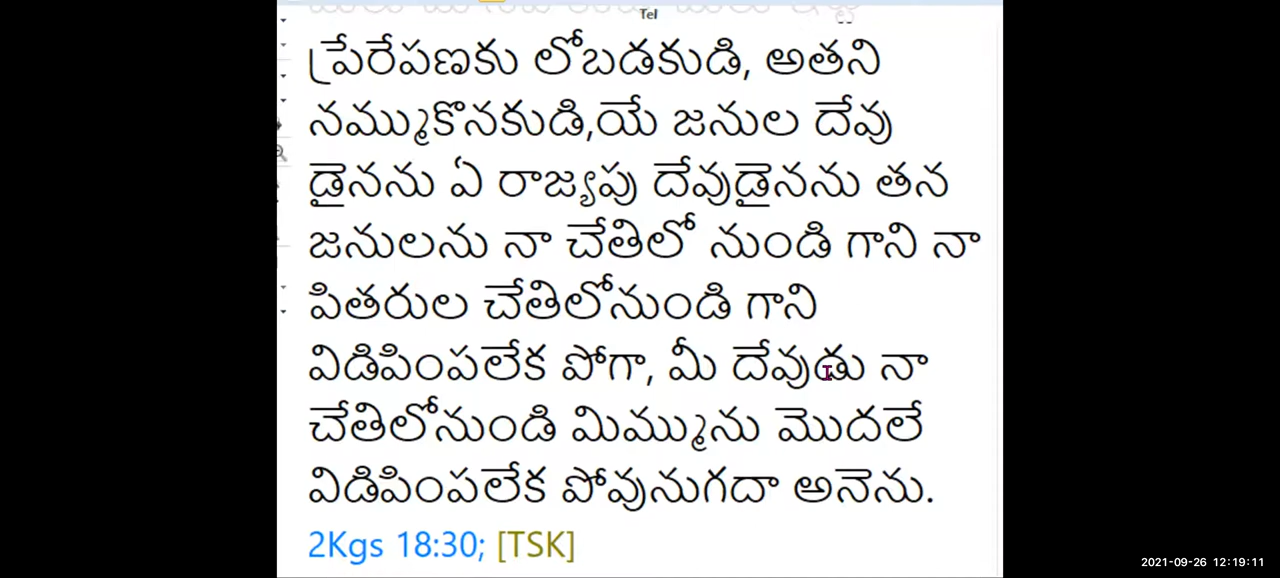 Tel
ప్రేరేపణకు లోబడకుడి, అతని
నమ్ముకొనకుడి,యే జనుల దేవు
డైనను ఏ రాజ్యపు దేవుడైనను తన
జనులను నా చేతిలో నుండి గాని నా
పితరుల చేతిలోనుండి గాని
విడిపింపలేక పోగా, మీ దేవుడు నా
చేతిలోనుండి మిమ్మును మొదలే
విడిపింపలేక పోవునుగదా అనెను.
2Kgs 18:30; [TSK]
2021-09-26 12:19:11